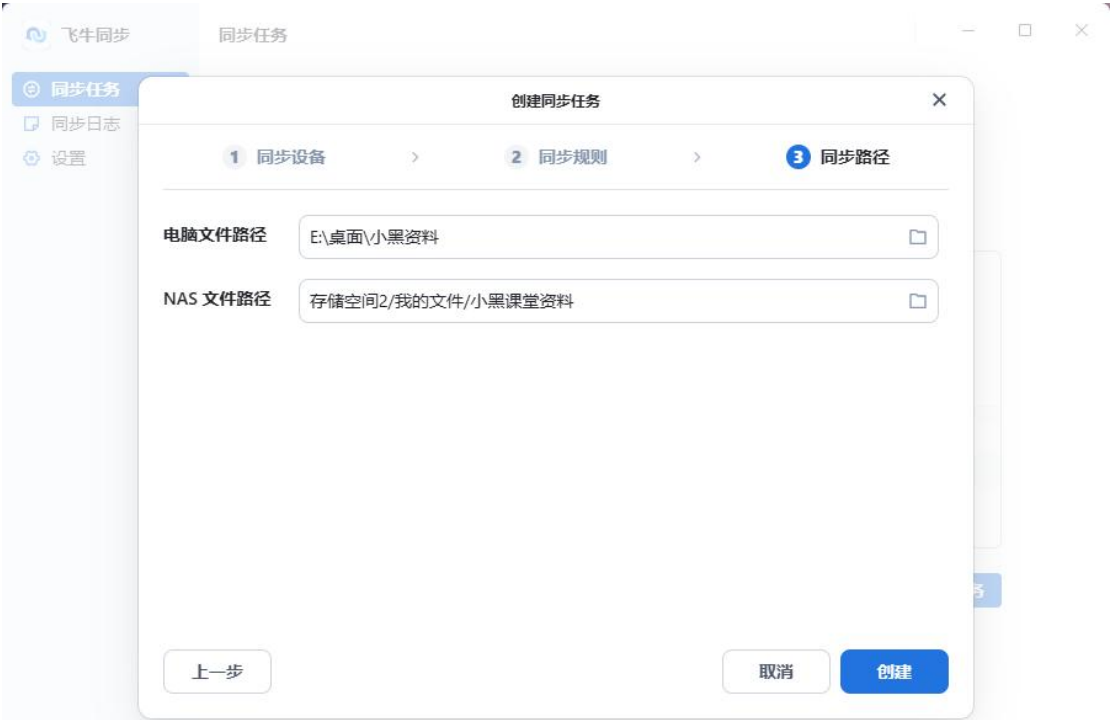 飞牛同步
同步任务
同步任务
同步日志
设置
创建同步任务
1 同步设备
2 同步规则
3 同步路径
电脑文件路径
E:\桌面\小黑资料
NAS 文件路径
存储空间2/我的文件/小黑课堂资料
务
上一步
取消
创建